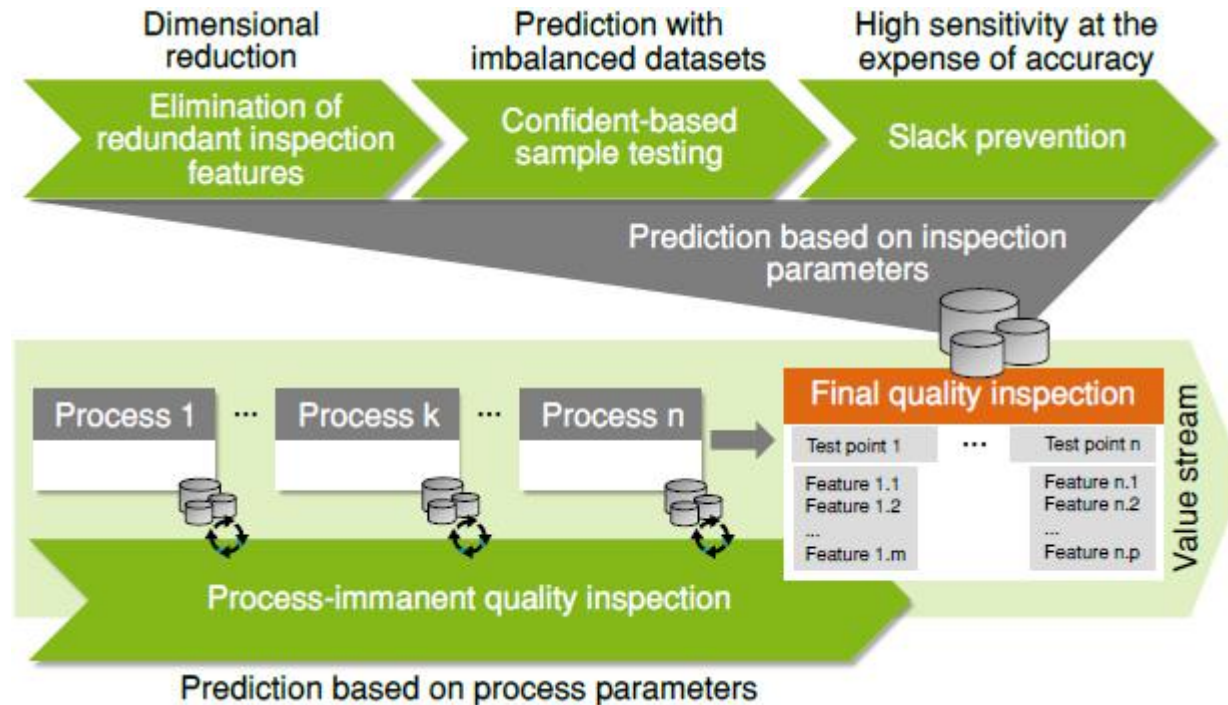 Dimensional
reduction
Prediction with
imbalanced datasets
High sensitivity at the
expense of accuracy
Elimination of
redundant inspection
features
Confident-based
sample testing
Slack prevention
Prediction based on inspection
parameters
Process 1
...
Process k
...
Process n
Final quality inspection
Test point 1
...
Test point n
Feature 1.1
Feature 1.2
...
Feature 1.m
Feature n.1
Feature n.2
...
Feature n.p
Value stream
Process-immanent quality inspection
Prediction based on process parameters